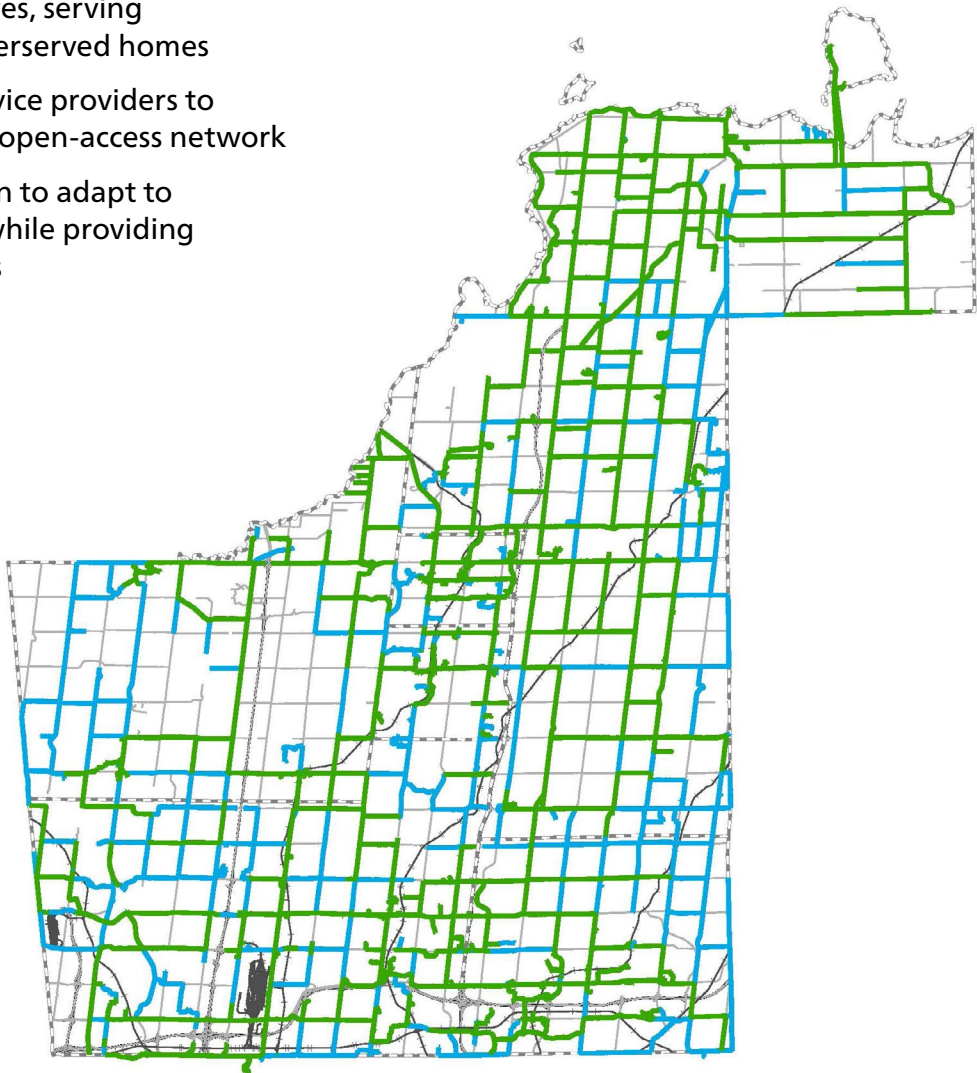 es, serving
erserved homes
vice providers to
open-access network
n to adapt to
while providing
s